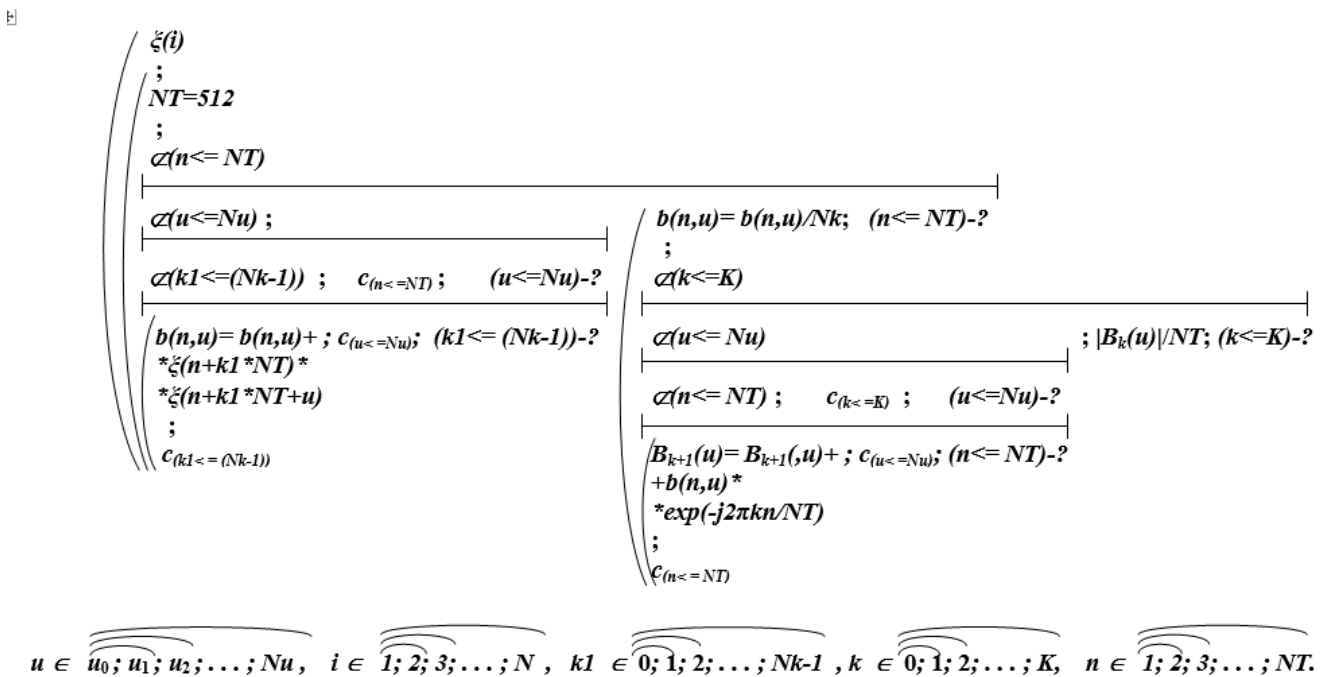 ξ(i)
;
NT=512
;
⊄(n<= NT)
⊄(u<=Nu) ; b(n,u)= b(n,u)/Nk; (n<= NT)-?
;
⊄(k1<=(Nk-1)) ; c(n<=NT) ; (u<=Nu)-? ⊄(k<=K)
b(n,u)= b(n,u)+ ; c(u<=Nu); (k1<= (Nk-1))-? ⊄(u<= Nu) ; |Bk(u)|/NT; (k<=K)-?
*ξ(n+k1*NT)*
*ξ(n+k1*NT+u) ⊄(n<= NT) ; c(k<=K) ; (u<=Nu)-?
;
c(k1<= (Nk-1)) Bk+1(u)= Bk+1(,u)+ ; c(u<=Nu); (n<= NT)-?
+b(n,u)*
*exp(-j2πkn/NT)
;
c(n<= NT)
u ∈ u0; u1; u2; . . . ; Nu , i ∈ 1; 2; 3; . . . ; N , k1 ∈ 0; 1; 2; . . . ; Nk-1 , k ∈ 0; 1; 2; . . . ; K, n ∈ 1; 2; 3; . . . ; NT.